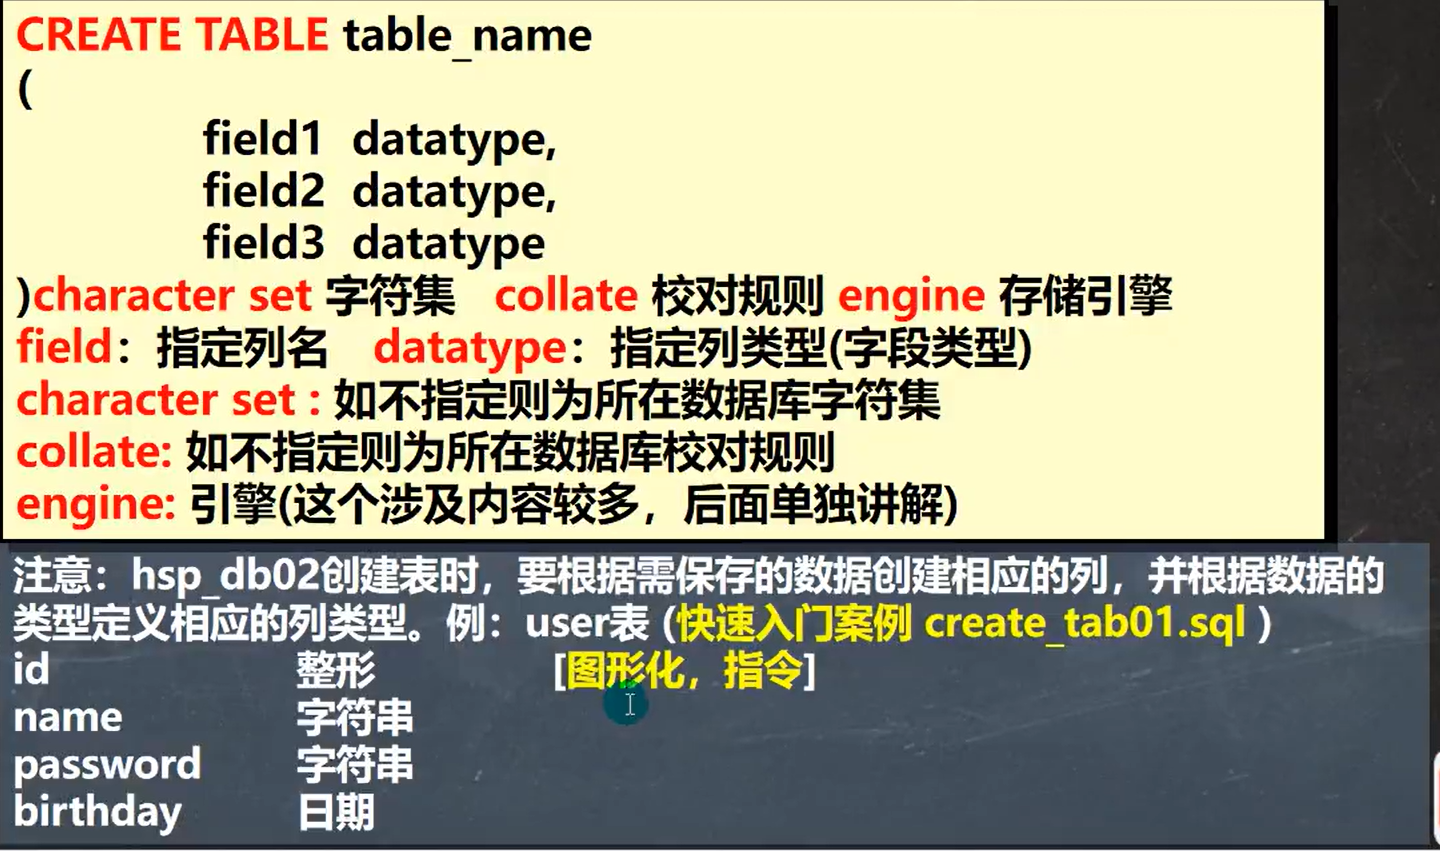 CREATE TABLE table_name
(
field1 datatype,
field2 datatype,
field3 datatype
)character set 字符集 collate 校对规则 engine 存储引擎
field：指定列名 datatype：指定列类型(字段类型)
character set : 如不指定则为所在数据库字符集
collate: 如不指定则为所在数据库校对规则
engine: 引擎(这个涉及内容较多，后面单独讲解)
注意：hsp_db02创建表时，要根据需保存的数据创建相应的列，并根据数据的
类型定义相应的列类型。例：user表 (快速入门案例 create_tab01.sql )
id 整形 [图形化，指令]
name 字符串
password 字符串
birthday 日期